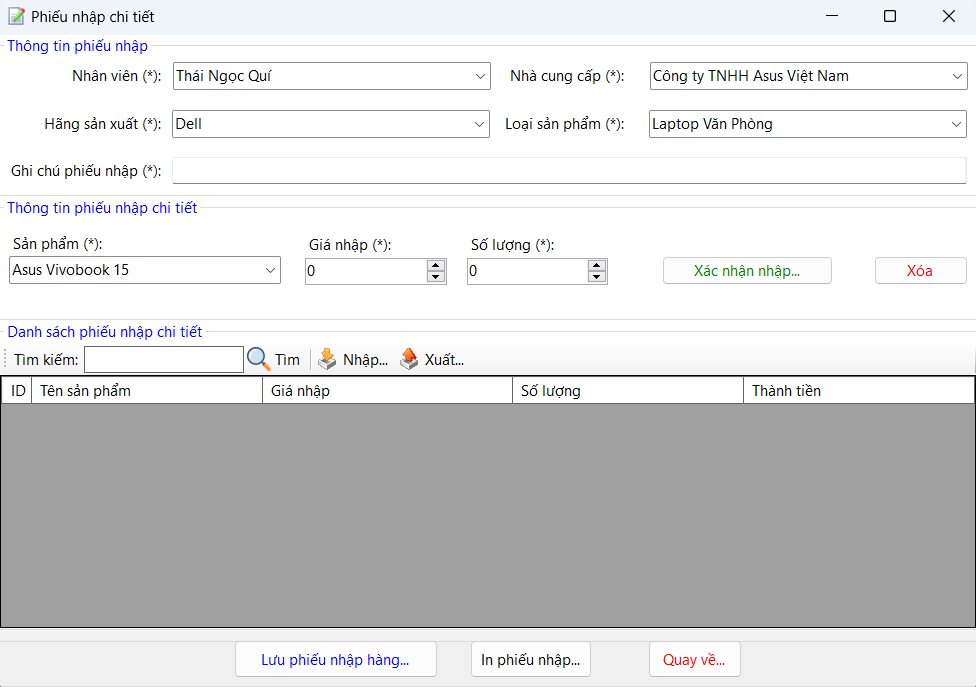 Phiếu nhập chi tiết
Thông tin phiếu nhập
Nhân viên (*): Thái Ngọc Quí Nhà cung cấp (*): Công ty TNHH Asus Việt Nam
Hãng sản xuất (*): Dell Loại sản phẩm (*): Laptop Văn Phòng
Ghi chú phiếu nhập (*):
Thông tin phiếu nhập chi tiết
Sản phẩm (*): Giá nhập (*): Số lượng (*):
Asus Vivobook 15 0 0 Xác nhận nhập... Xóa
Danh sách phiếu nhập chi tiết
Tìm kiếm: Tìm Nhập... Xuất...
ID Tên sản phẩm Giá nhập Số lượng Thành tiền
Lưu phiếu nhập hàng... In phiếu nhập... Quay về...